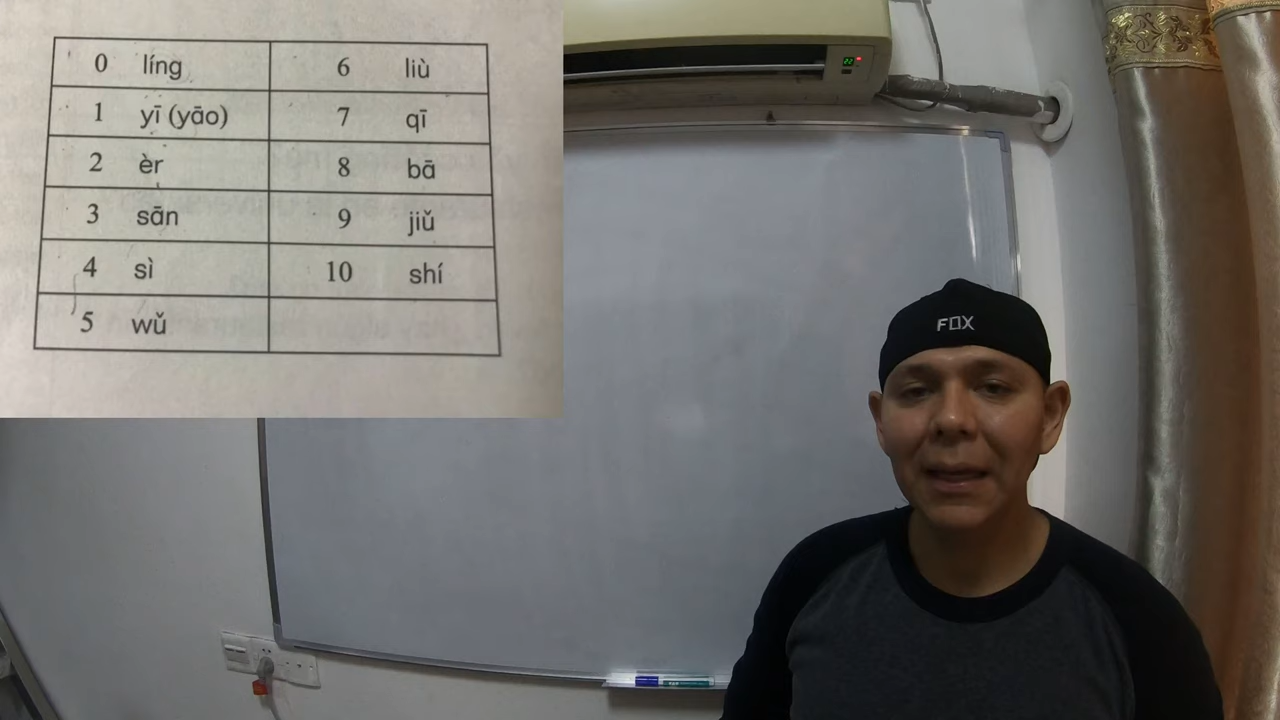 0 líng 6 liù
1 yī (yāo) 7 qī
2 èr 8 bā
3 sān 9 jiǔ
4 sì 10 shí
5 wǔ
FOX